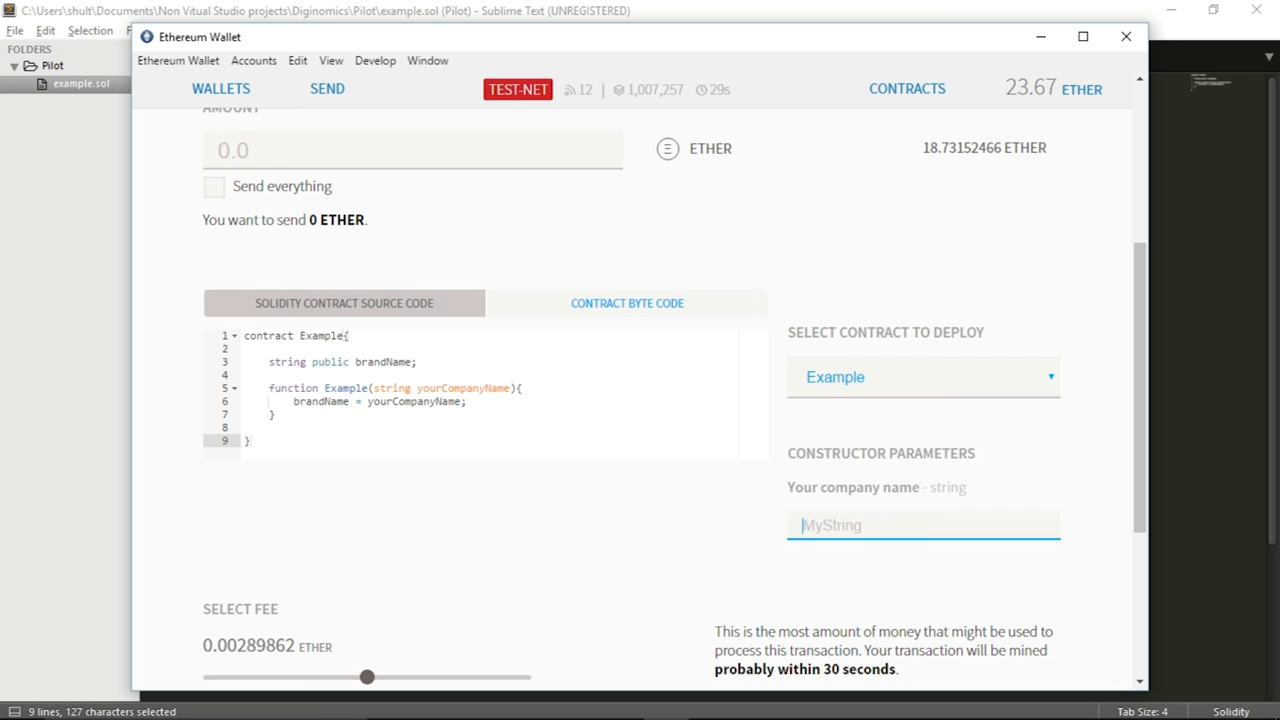 C:\Users\shult\Documents\Non Vitual Studio projects\Diginomics\Pilot\example.sol (Pilot) - Sublime Text (UNREGISTERED)
File Edit Selection F
FOLDERS
Pilot
example.sol
Ethereum Wallet
Ethereum Wallet Accounts Edit View Develop Window
WALLETS SEND TEST-NET 12 | 1,007,257 29s CONTRACTS 23.67 ETHER
AMOUNT
0.0 ETHER 18.73152466 ETHER
Send everything
You want to send 0 ETHER.
SOLIDITY CONTRACT SOURCE CODE CONTRACT BYTE CODE
1 contract Example{
2
3 string public brandName;
4
5 function Example(string yourCompanyName){
6 brandName = yourCompanyName;
7 }
8
9 }
SELECT CONTRACT TO DEPLOY
Example
CONSTRUCTOR PARAMETERS
Your company name - string
MyString
SELECT FEE
0.00289862 ETHER
This is the most amount of money that might be used to
process this transaction. Your transaction will be mined
probably within 30 seconds.
9 lines, 127 characters selected Tab Size: 4 Solidity